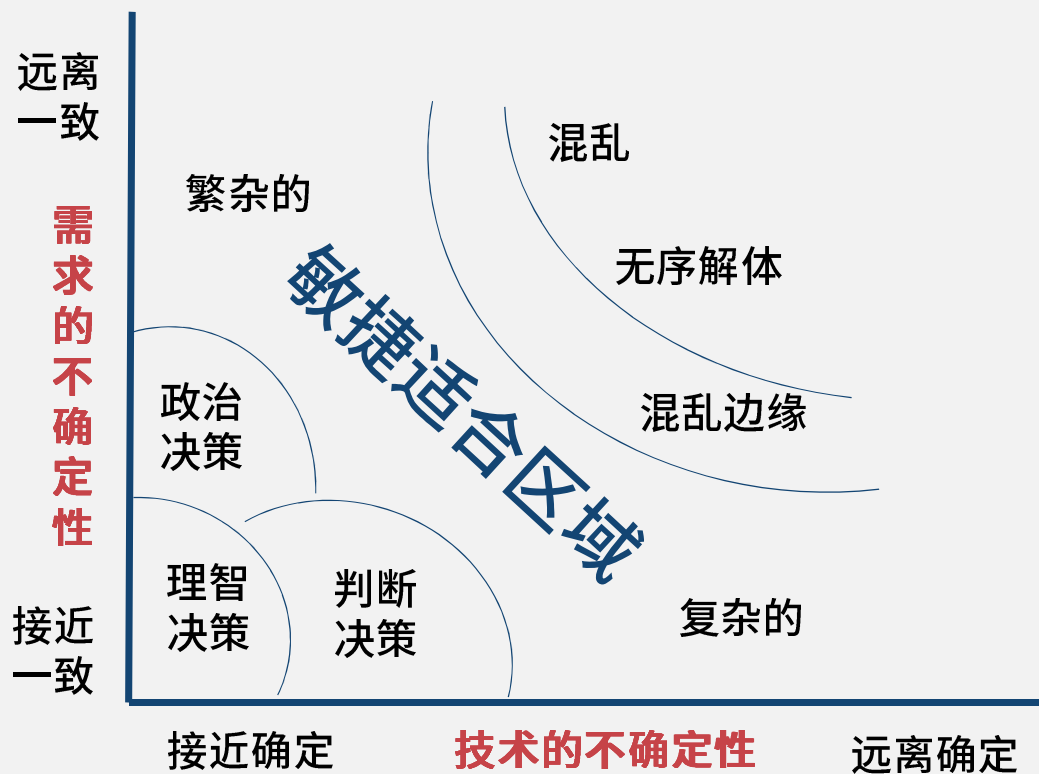 远离
一致
混乱
繁杂的
需求的不确定性
无序解体
敏捷适合区域
政治
决策
混乱边缘
理智
决策
判断
决策
复杂的
接近
一致
接近确定
技术的不确定性
远离确定